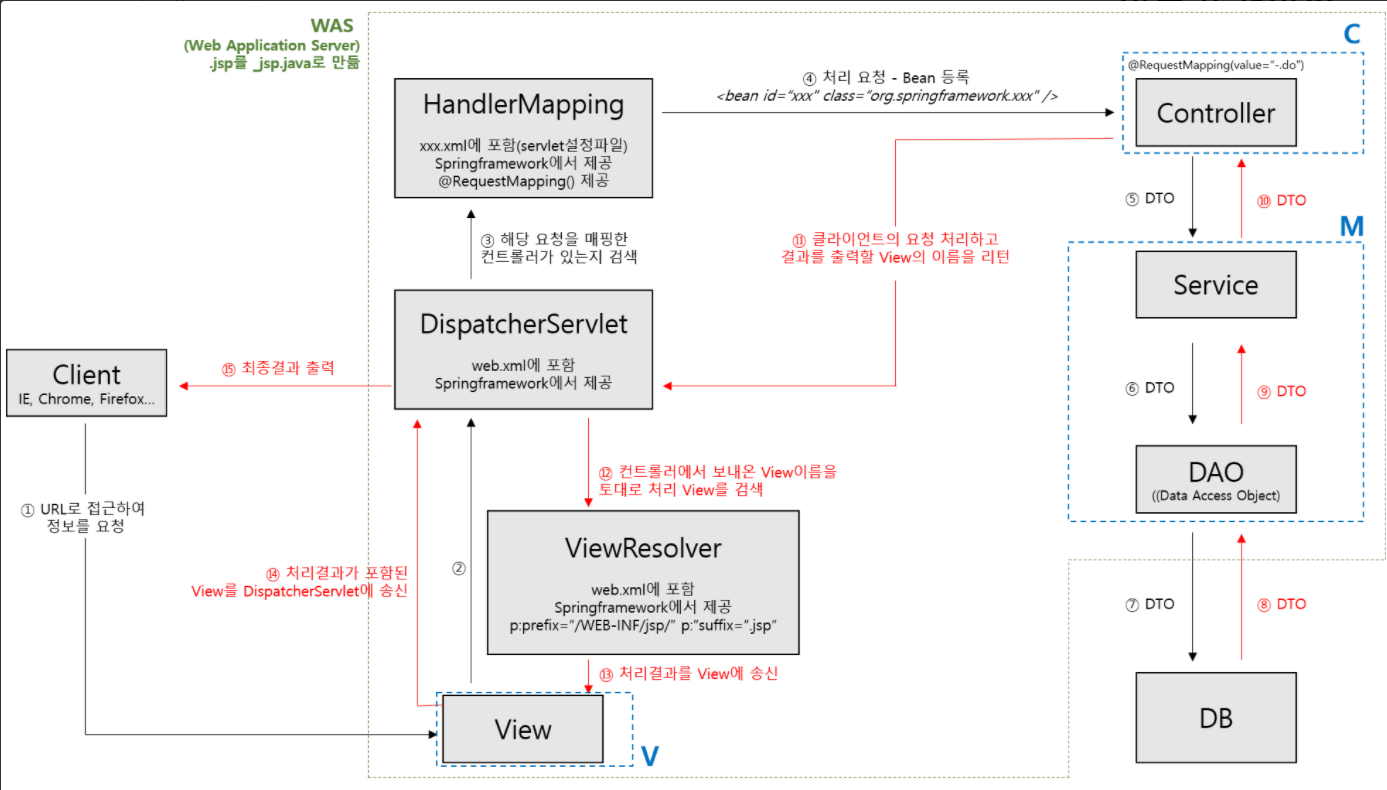 WAS
(Web Application Server)
.jsp를 _jsp.java로 만듦
C
@RequestMapping(value="-.do")
Controller
④ 처리 요청 - Bean 등록
<bean id="xxx" class="org.springframework.xxx" />
HandlerMapping
xxx.xml에 포함(servlet설정파일)
Springframework에서 제공
@RequestMapping() 제공
⑤ DTO
⑩ DTO
③ 해당 요청을 매핑한
컨트롤러가 있는지 검색
⑪ 클라이언트의 요청 처리하고
결과를 출력할 View의 이름을 리턴
M
Service
DispatcherServlet
web.xml에 포함
Springframework에서 제공
Client
IE, Chrome, Firefox...
⑮ 최종결과 출력
⑥ DTO
⑨ DTO
DAO
((Data Access Object)
⑫ 컨트롤러에서 보내온 View이름을
토대로 처리 View를 검색
① URL로 접근하여
정보를 요청
②
⑭ 처리결과가 포함된
View를 DispatcherServlet에 송신
ViewResolver
web.xml에 포함
Springframework에서 제공
p:prefix="/WEB-INF/jsp/" p:"suffix=".jsp"
⑦ DTO
⑧ DTO
⑬ 처리결과를 View에 송신
View
V
DB